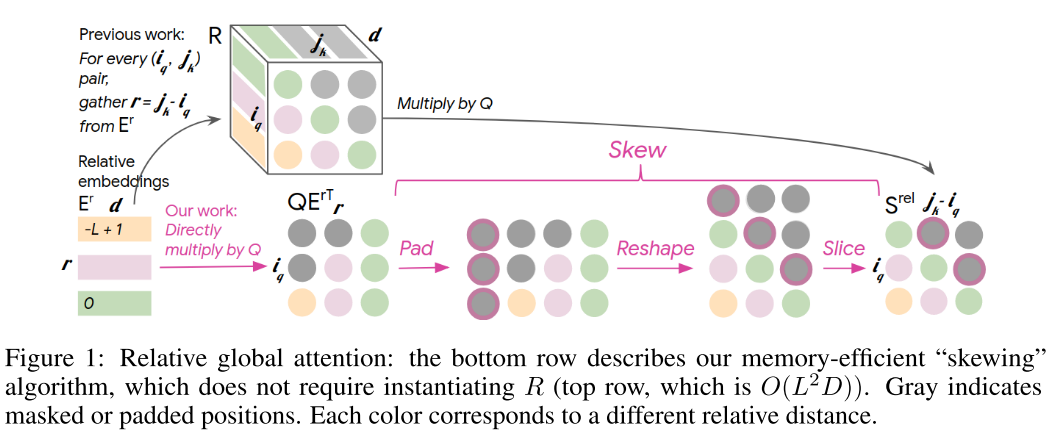 Previous work:
For every (i_q, j_k)
pair,
gather r = j_k - i_q
from E^r
R
j_k
d
i_q
Multiply by Q
Relative
embeddings
E^r d
-L + 1
r
0
Our work:
Directly
multiply by Q
QE^rT r
i_q
Skew
Pad
Reshape
Slice
S^rel j_k-i_q
i_q
Figure 1: Relative global attention: the bottom row describes our memory-efficient “skewing”
algorithm, which does not require instantiating R (top row, which is O(L²D)). Gray indicates
masked or padded positions. Each color corresponds to a different relative distance.